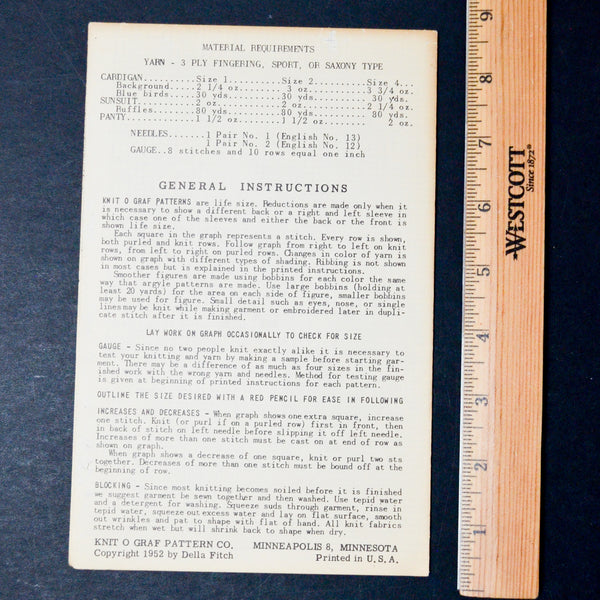 MATERIAL REQUIREMENTS
YARN - 3 PLY FINGERING, SPORT, OR SAXONY TYPE
CARDIGAN..........Size 1.........Size 2.........Size 4...
Background.....2 1/4 oz..........3 oz..........3 3/4 oz.
Blue birds.....30 yds..........30 yds..........30 yds.
SUNSUIT...........2 oz...........2 oz..........2 1/4 oz.
Ruffles........80 yds..........80 yds..........80 yds.
PANTY.............1 1/2 oz.......1 1/2 oz..........2 oz.
NEEDLES.......1 Pair No. 1 (English No. 13)
1 Pair No. 2 (English No. 12)
GAUGE..8 stitches and 10 rows equal one inch
GENERAL INSTRUCTIONS
KNIT O GRAF PATTERNS are life size. Reductions are made only when it
is necessary to show a different back or a right and left sleeve in
which case one of the sleeves and either the back or the front is
shown life size.
Each square in the graph represents a stitch. Every row is shown,
both purled and knit rows. Follow graph from right to left on knit
rows, from left to right on purled rows. Changes in color of yarn is
shown on graph with different types of shading. Ribbing is not shown
in most cases but is explained in the printed instructions.
Smoother figures are made using bobbins for each color the same
way that argyle patterns are made. Use large bobbins (holding at
least 20 yards) for the area on each side of figure, smaller bobbins
may be used for figure. Small detail such as eyes, nose, or single
lines may be knit while making garment or embroidered later in dupli-
cate stitch after it is finished.
LAY WORK ON GRAPH OCCASIONALLY TO CHECK FOR SIZE
GAUGE - Since no two people knit exactly alike it is necessary to
test your knitting and yarn by making a sample before starting gar-
ment. There may be a difference of as much as four sizes in the fin-
ished work with the wrong yarn and needles. Method for testing gauge
is given at beginning of printed instructions for each pattern.
OUTLINE THE SIZE DESIRED WITH A RED PENCIL FOR EASE IN FOLLOWING
INCREASES AND DECREASES - When graph shows one extra square, increase
one stitch. Knit (or purl if on a purled row) first in front, then
in back of stitch on left needle before slipping it off left needle.
Increases of more than one stitch must be cast on at end of row as
shown on graph.
When graph shows a decrease of one square, knit or purl two sts
together. Decreases of more than one stitch must be bound off at the
beginning of row.
BLOCKING - Since most knitting becomes soiled before it is finished
we suggest garment be sewn together and then washed. Use tepid water
and a detergent for washing. Squeeze suds through garment, rinse in
tepid water, squeeze out excess water and lay on flat surface, smooth
out wrinkles and pat to shape with flat of hand. All knit fabrics
stretch when wet but will shrink back to shape when dry.
KNIT O GRAF PATTERN CO. MINNEAPOLIS 8, MINNESOTA
Copyright 1952 by Della Fitch Printed in U.S.A.
9
8
7
6
5
4
3
2
1
WESTCOTT
Since 1872